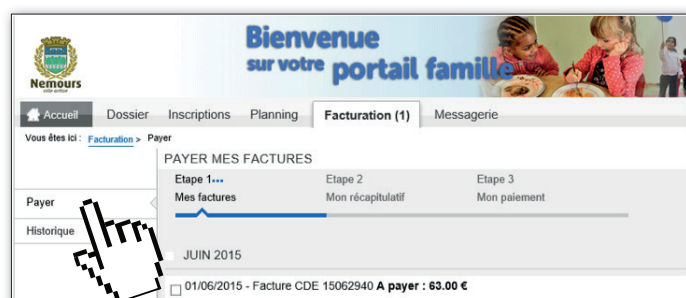 Bienvenue
sur votre portail famille
Nemours
Accueil Dossier Inscriptions Planning Facturation (1) Messagerie
Vous êtes ici : Facturation > Payer
PAYER MES FACTURES
Etape 1... Etape 2 Etape 3
Mes factures Mon récapitulatif Mon paiement
Payer
Historique
JUIN 2015
01/06/2015 - Facture CDE 15062940 A payer : 63.00 €